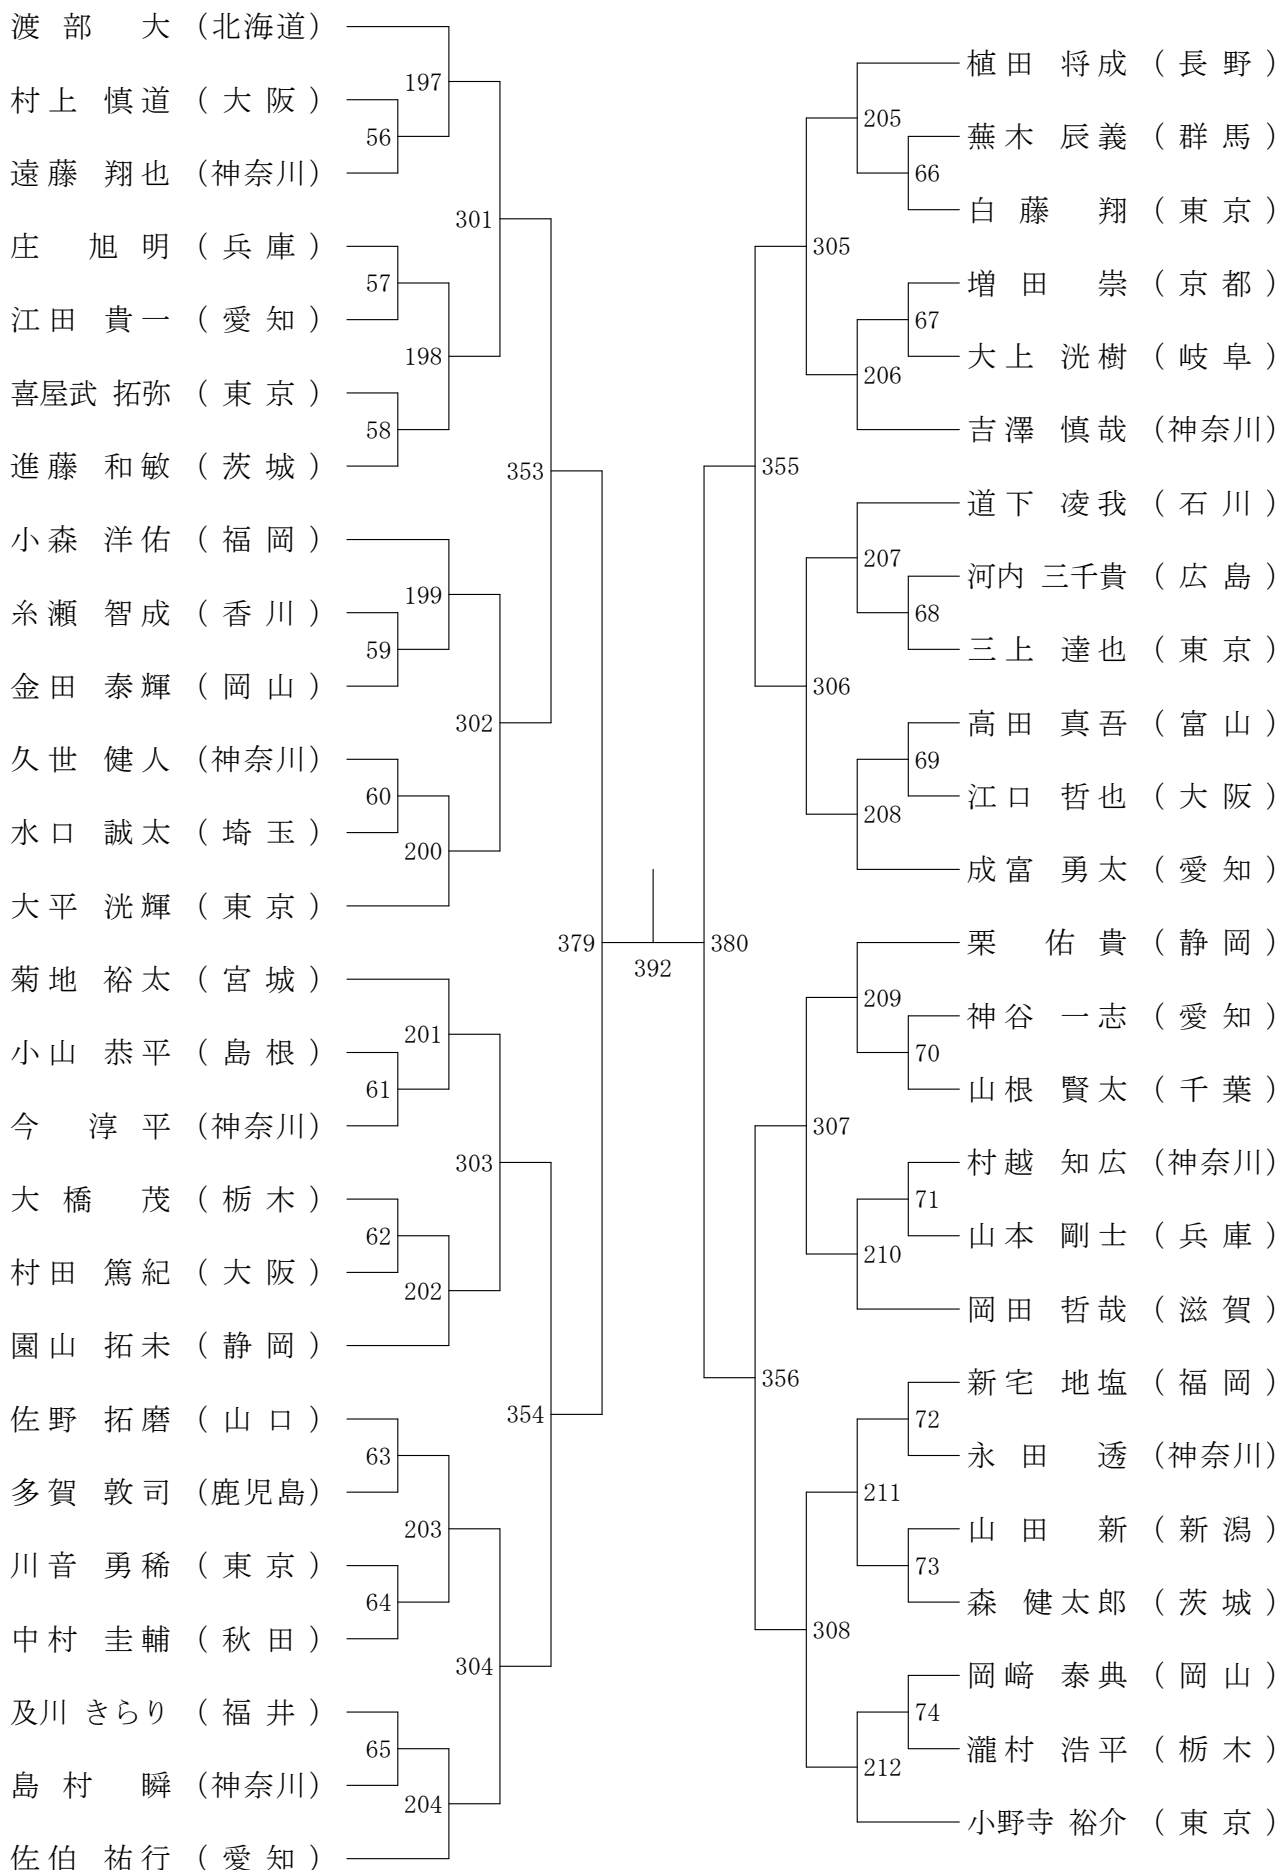 渡部 大 (北海道)
村上 慎道 (大阪)
遠藤 翔也 (神奈川)
庄 旭明 (兵庫)
江田 貴一 (愛知)
喜屋武 拓弥 (東京)
進藤 和敏 (茨城)
小森 洋佑 (福岡)
糸瀬 智成 (香川)
金田 泰輝 (岡山)
久世 健人 (神奈川)
水口 誠太 (埼玉)
大平 洸輝 (東京)
菊地 裕太 (宮城)
小山 恭平 (島根)
今 淳平 (神奈川)
大橋 茂 (栃木)
村田 篤紀 (大阪)
園山 拓未 (静岡)
佐野 拓磨 (山口)
多賀 敦司 (鹿児島)
川音 勇稀 (東京)
中村 圭輔 (秋田)
及川 きらり (福井)
島村 瞬 (神奈川)
佐伯 祐行 (愛知)
56
57
58
59
60
61
62
63
64
65
197
198
199
200
201
202
203
204
301
302
303
304
353
354
379
392
380
355
356
305
306
307
308
205
206
207
208
209
210
211
212
66
67
68
69
70
71
72
73
74
植田 将成 (長野)
蕪木 辰義 (群馬)
白藤 翔 (東京)
増田 崇 (京都)
大上 洸樹 (岐阜)
吉澤 慎哉 (神奈川)
道下 凌我 (石川)
河内 三千貴 (広島)
三上 達也 (東京)
高田 真吾 (富山)
江口 哲也 (大阪)
成富 勇太 (愛知)
栗 佑貴 (静岡)
神谷 一志 (愛知)
山根 賢太 (千葉)
村越 知広 (神奈川)
山本 剛士 (兵庫)
岡田 哲哉 (滋賀)
新宅 地塩 (福岡)
永田 透 (神奈川)
山田 新 (新潟)
森 健太郎 (茨城)
岡﨑 泰典 (岡山)
瀧村 浩平 (栃木)
小野寺 裕介 (東京)